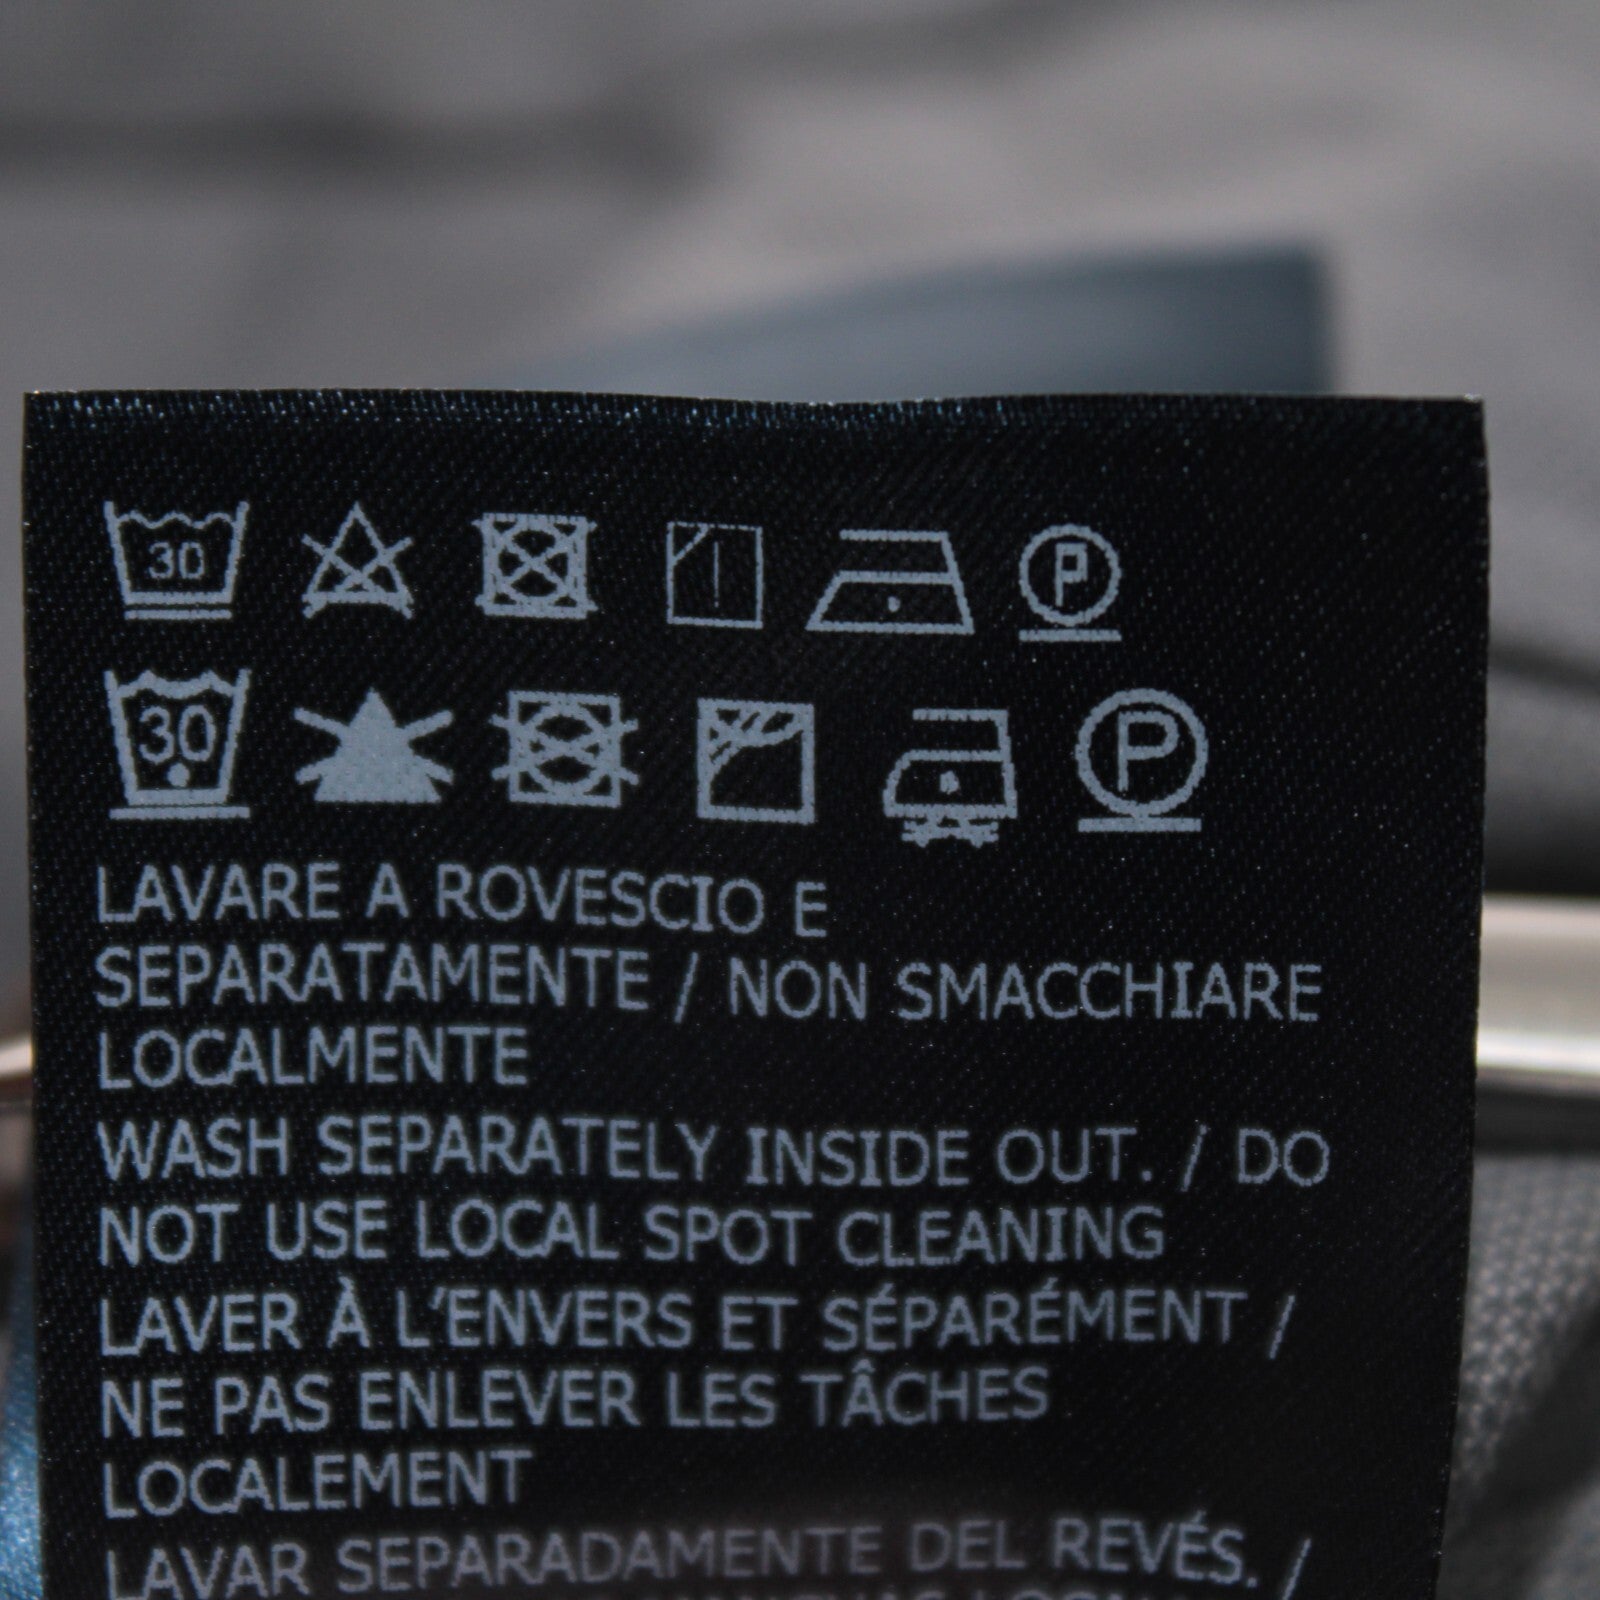 30
P
30
P
LAVARE A ROVESCIO E
SEPARATAMENTE / NON SMACCHIARE
LOCALMENTE
WASH SEPARATELY INSIDE OUT. / DO
NOT USE LOCAL SPOT CLEANING
LAVER À L'ENVERS ET SÉPARÉMENT /
NE PAS ENLEVER LES TÂCHES
LOCALEMENT
LAVAR SEPARADAMENTE DEL REVÉS. /